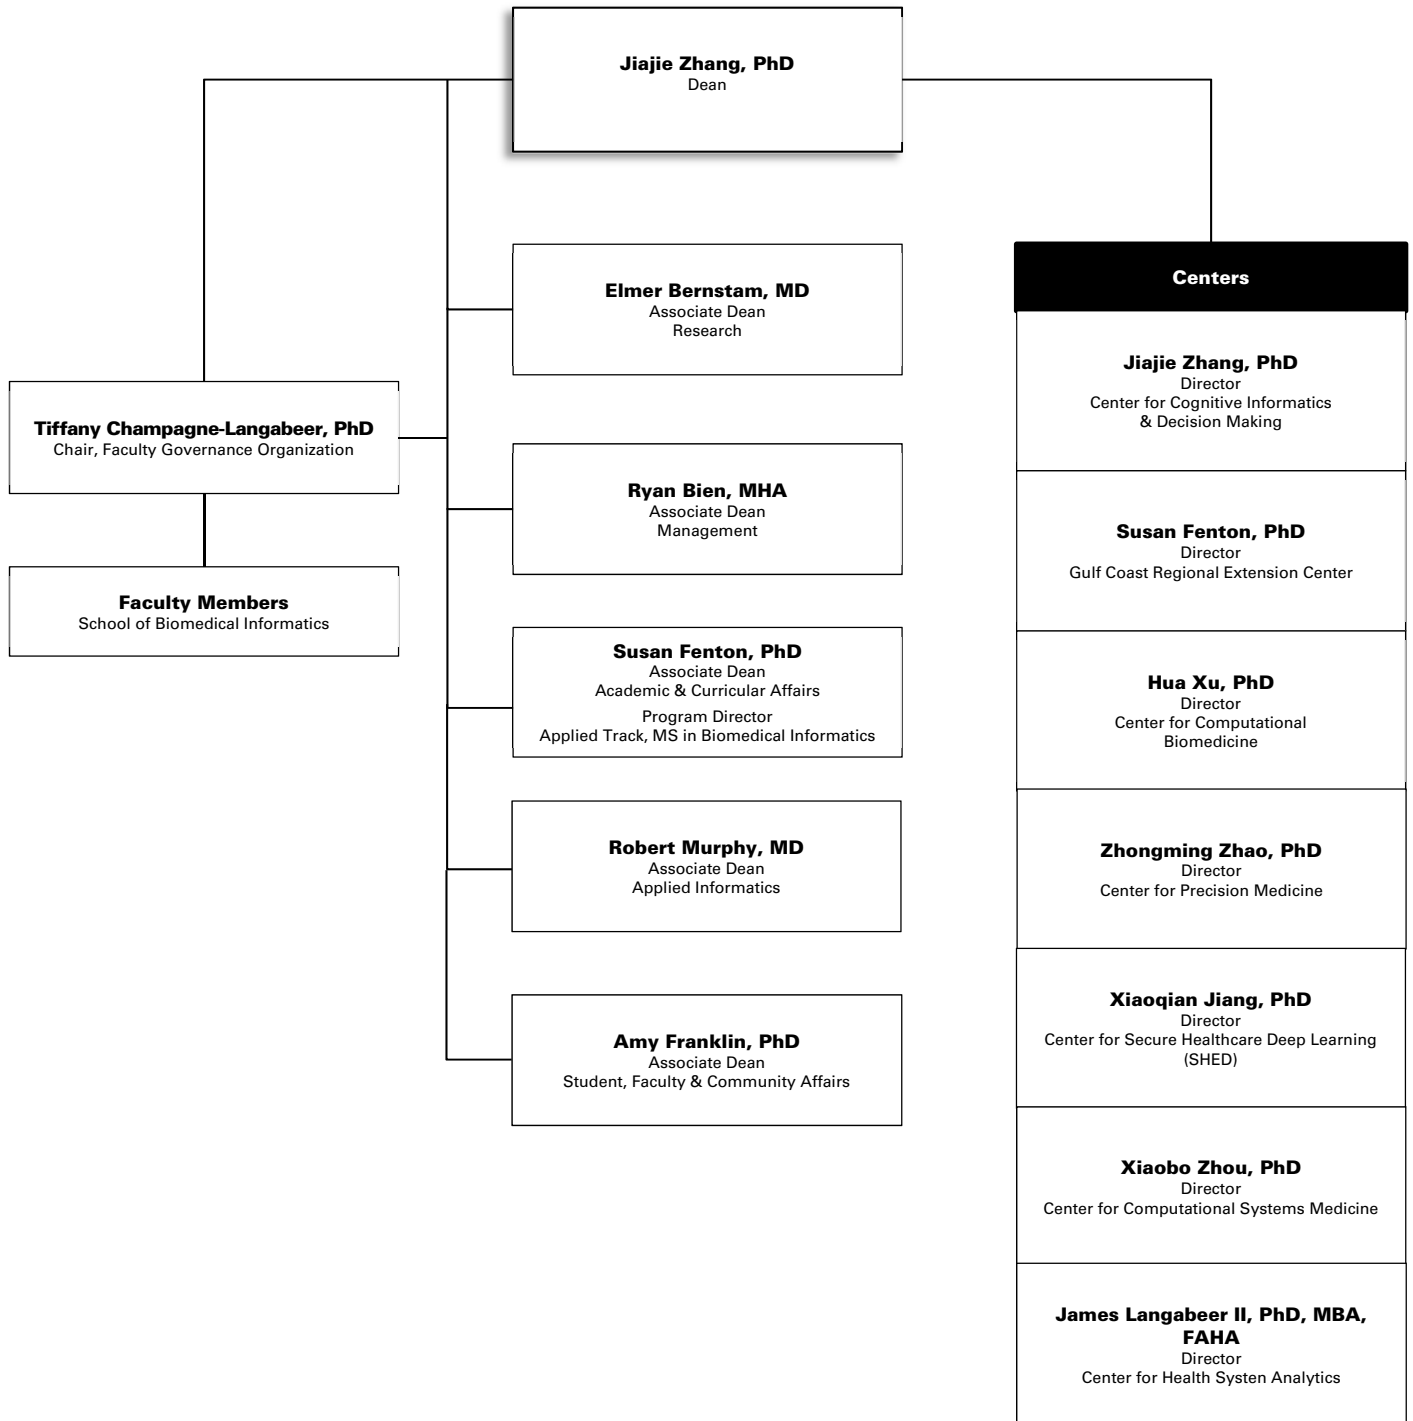 Jiajie Zhang, PhD
Dean
Elmer Bernstam, MD
Associate Dean
Research
Tiffany Champagne-Langabeer, PhD
Chair, Faculty Governance Organization
Ryan Bien, MHA
Associate Dean
Management
Faculty Members
School of Biomedical Informatics
Susan Fenton, PhD
Associate Dean
Academic & Curricular Affairs
Program Director
Applied Track, MS in Biomedical Informatics
Robert Murphy, MD
Associate Dean
Applied Informatics
Amy Franklin, PhD
Associate Dean
Student, Faculty & Community Affairs
Centers
Jiajie Zhang, PhD
Director
Center for Cognitive Informatics
& Decision Making
Susan Fenton, PhD
Director
Gulf Coast Regional Extension Center
Hua Xu, PhD
Director
Center for Computational
Biomedicine
Zhongming Zhao, PhD
Director
Center for Precision Medicine
Xiaoqian Jiang, PhD
Director
Center for Secure Healthcare Deep Learning
(SHED)
Xiaobo Zhou, PhD
Director
Center for Computational Systems Medicine
James Langabeer II, PhD, MBA,
FAHA
Director
Center for Health Systen Analytics